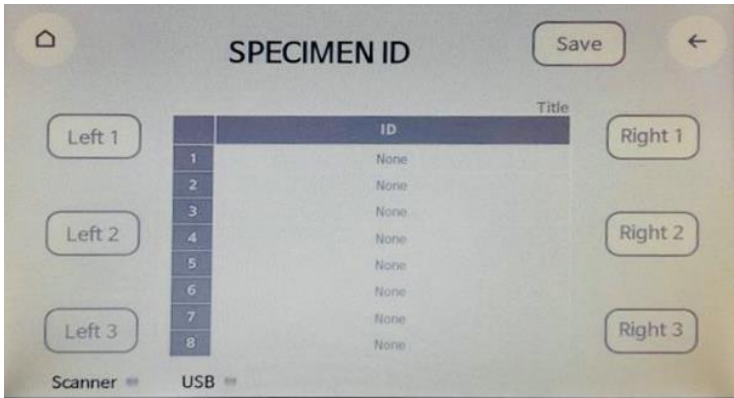 SPECIMEN ID
Save
Title
Left 1
Left 2
Left 3
ID
1 None
2 None
3 None
4 None
5 None
6 None
7 None
8 None
Right 1
Right 2
Right 3
Scanner USB